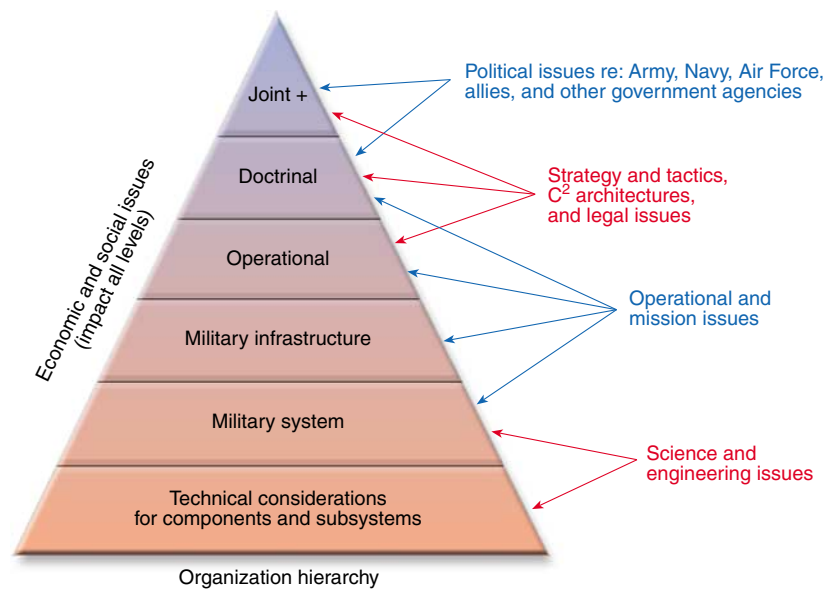 Joint +
Doctrinal
Operational
Military infrastructure
Military system
Technical considerations
for components and subsystems
Organization hierarchy
Economic and social issues
(impact all levels)
Political issues re: Army, Navy, Air Force,
allies, and other government agencies
Strategy and tactics,
C² architectures,
and legal issues
Operational and
mission issues
Science and
engineering issues